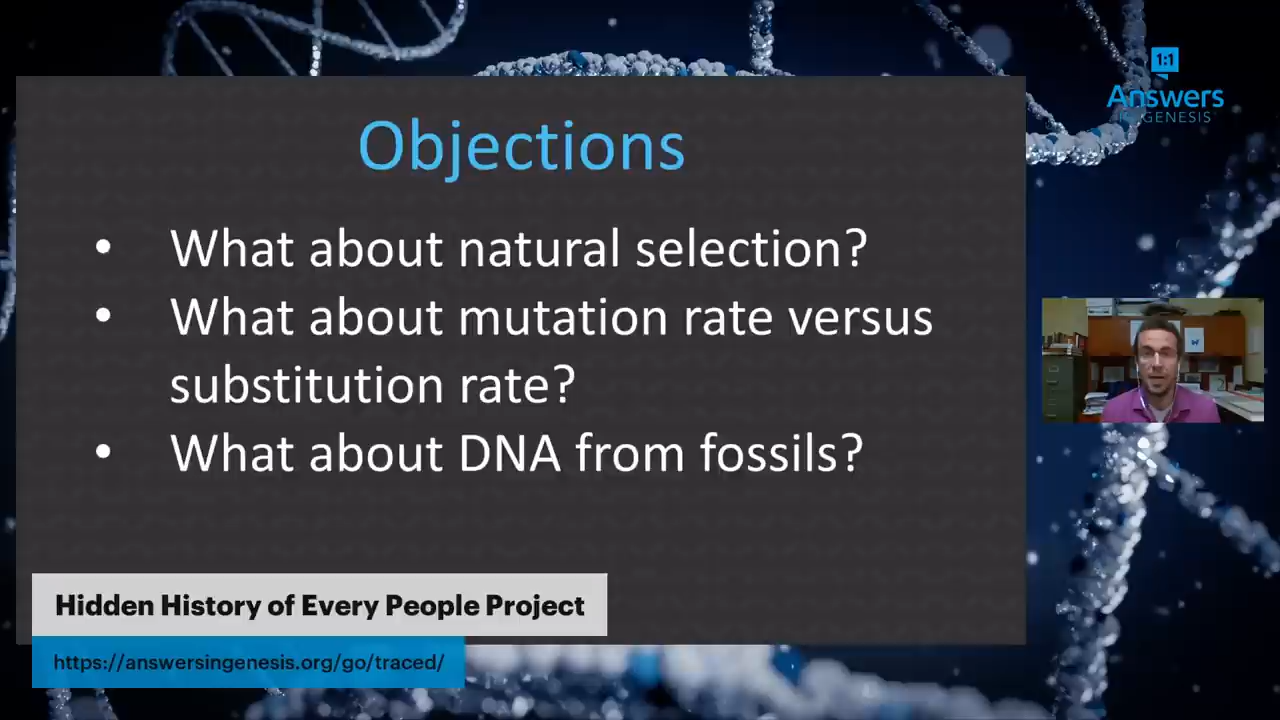 1:1
Answers
IN GENESIS
Objections
• What about natural selection?
• What about mutation rate versus
substitution rate?
• What about DNA from fossils?
Hidden History of Every People Project
https://answersingenesis.org/go/traced/